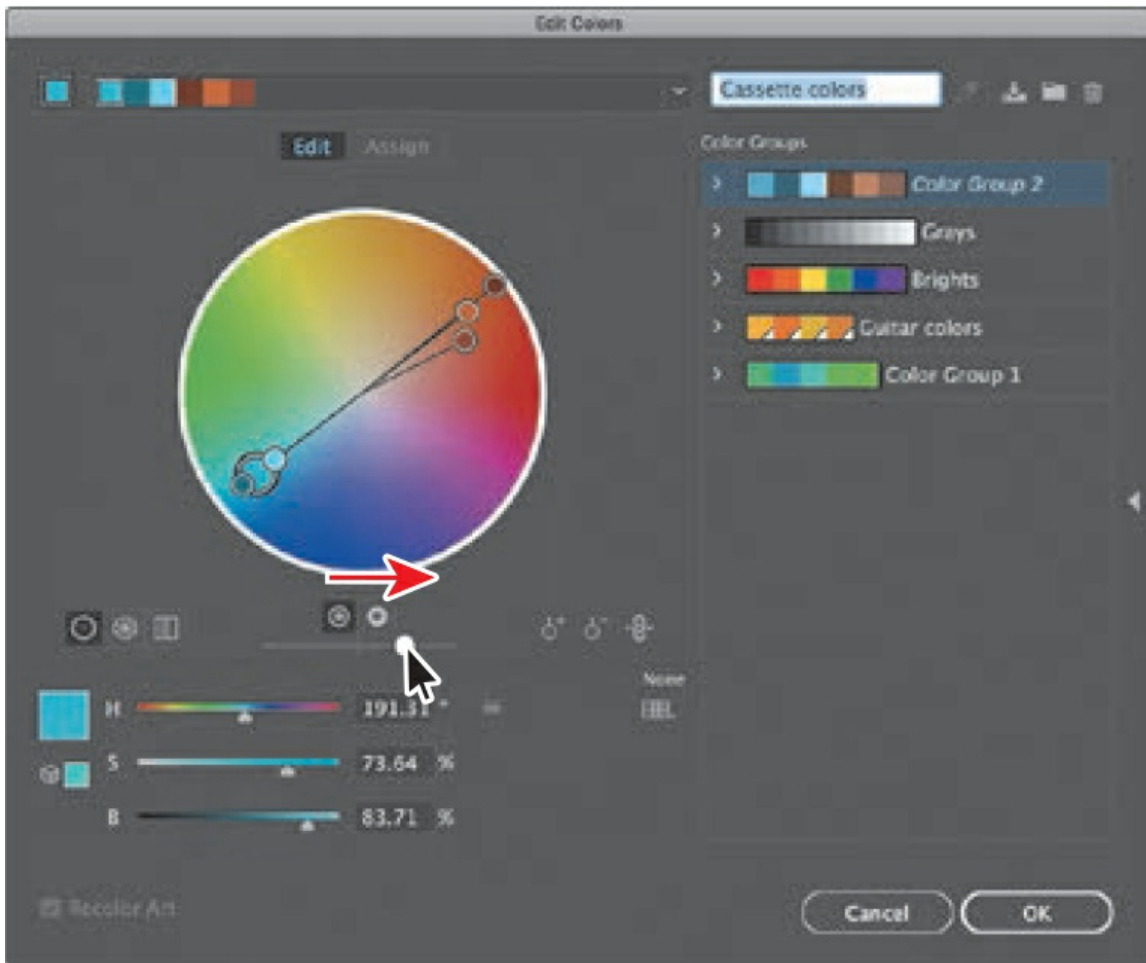 Edit Colors
Cassette colors
Edit Assign
Color Groups
Color Group 2
Grays
Brights
Guitar colors
Color Group 1
None
H 191.31 °
S 73.64 %
B 83.71 %
Recolor Art
Cancel OK